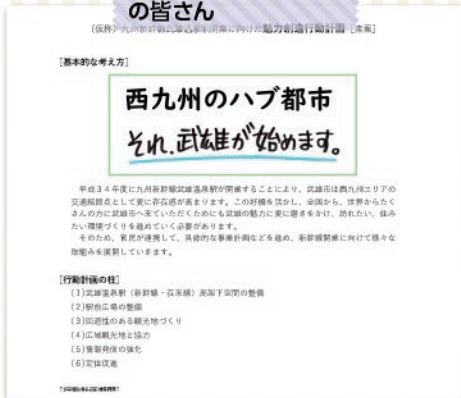 の皆さん
(仮称) 九州新幹線武雄温泉駅開業に向けた魅力創造行動計画 [素案]
[基本的な考え方]
西九州のハブ都市
それ、武雄が始めます。
平成34年度に九州新幹線武雄温泉駅が開業することにより、武雄市は西九州エリアの
交通結節点として更に存在感が高まります。この好機を活かし、全国から、世界からたく
さんの方に武雄市へ来ていただくためにも武雄の魅力に更に磨きをかけ、訪れたい、住み
たい環境づくりを進めていく必要があります。
そのため、官民が連携して、具体的な事業計画などを進め、新幹線開業に向けて様々な
取組みを展開していきます。
[行動計画の柱]
(1)武雄温泉駅(新幹線・在来線)高架下空間の整備
(2)駅前広場の整備
(3)回遊性のある観光地づくり
(4)広域観光地と協力
(5)情報発信の強化
(6)定住促進
[行動計画期間]